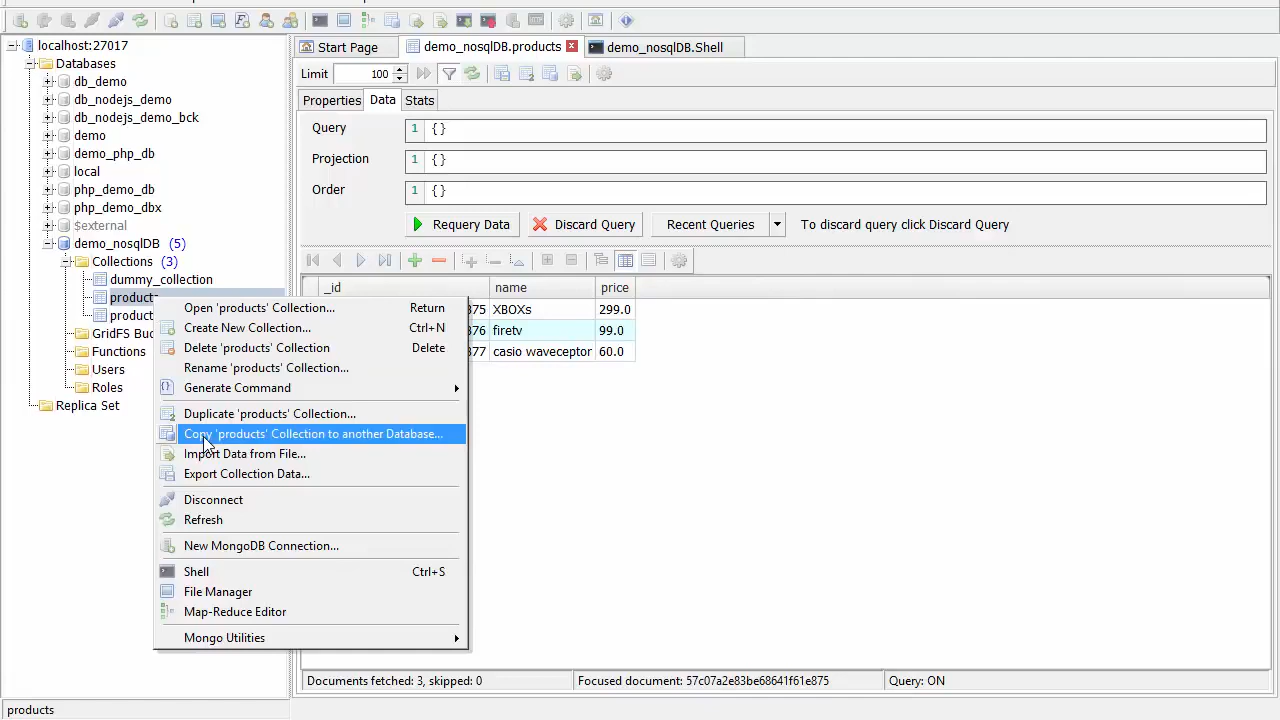 localhost:27017
Databases
db_demo
db_nodejs_demo
db_nodejs_demo_bck
demo
demo_php_db
local
php_demo_db
php_demo_dbx
$external
demo_nosqlDB (5)
Collections (3)
dummy_collection
products
product
GridFS Buc
Functions
Users
Roles
Replica Set
Start Page
demo_nosqlDB.products
demo_nosqlDB.Shell
Limit 100
Properties Data Stats
Query 1 {}
Projection 1 {}
Order 1 {}
Requery Data Discard Query Recent Queries To discard query click Discard Query
_id name price
875 XBOXs 299.0
876 firetv 99.0
877 casio waveceptor 60.0
Open 'products' Collection... Return
Create New Collection... Ctrl+N
Delete 'products' Collection Delete
Rename 'products' Collection...
Generate Command
Duplicate 'products' Collection...
Copy 'products' Collection to another Database...
Import Data from File...
Export Collection Data...
Disconnect
Refresh
New MongoDB Connection...
Shell Ctrl+S
File Manager
Map-Reduce Editor
Mongo Utilities
Documents fetched: 3, skipped: 0 Focused document: 57c07a2e83be68641f61e875 Query: ON
products